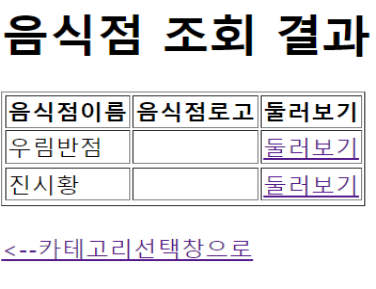 음식점 조회 결과
음식점이름 음식점로고 둘러보기
우림반점 둘러보기
진시황 둘러보기
<--카테고리선택창으로